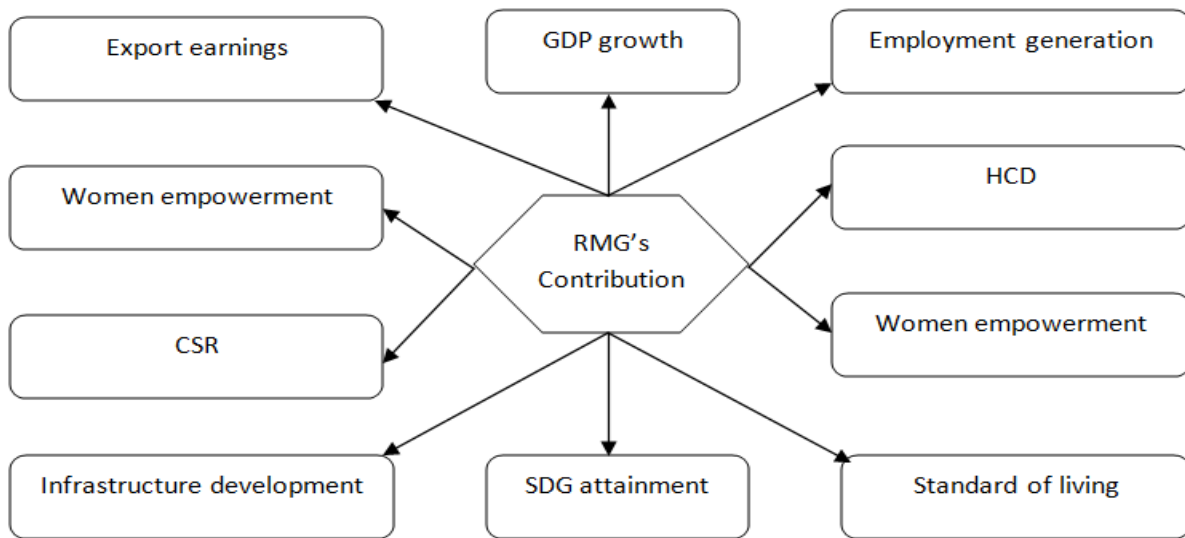 Export earnings
GDP growth
Employment generation
Women empowerment
HCD
RMG’s
Contribution
CSR
Women empowerment
Infrastructure development
SDG attainment
Standard of living